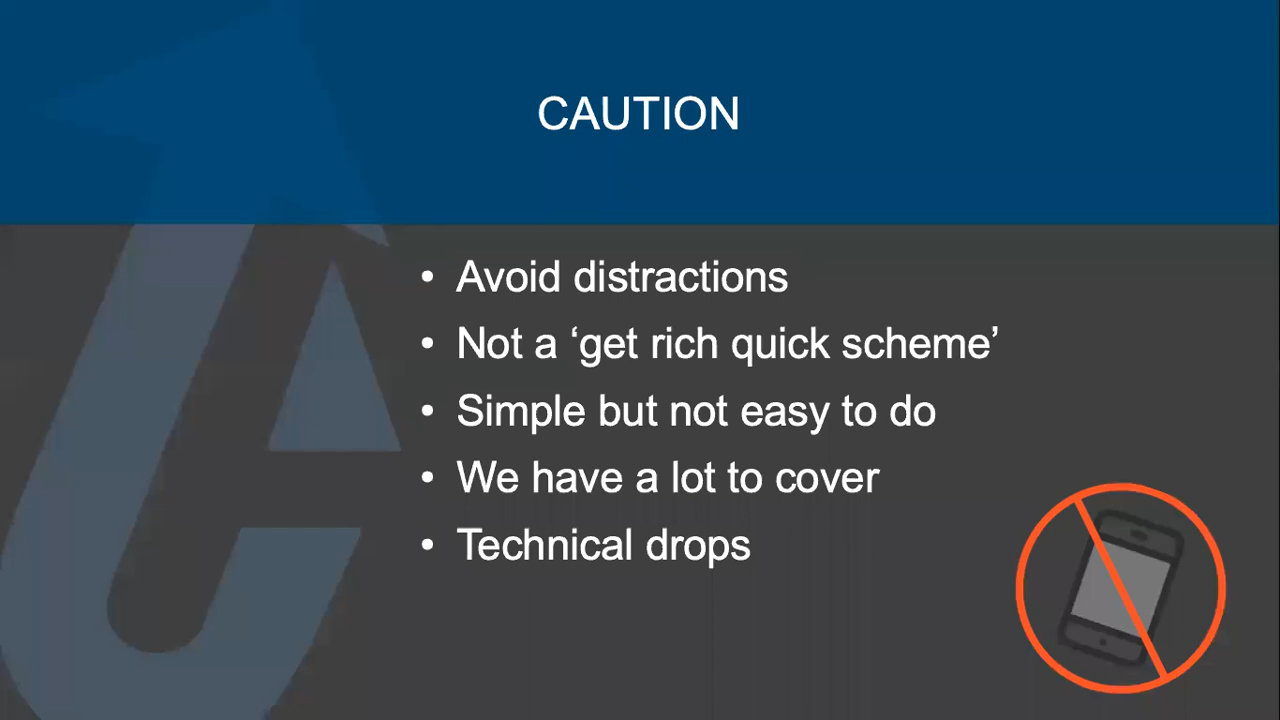 CAUTION
• Avoid distractions
• Not a ‘get rich quick scheme’
• Simple but not easy to do
• We have a lot to cover
• Technical drops